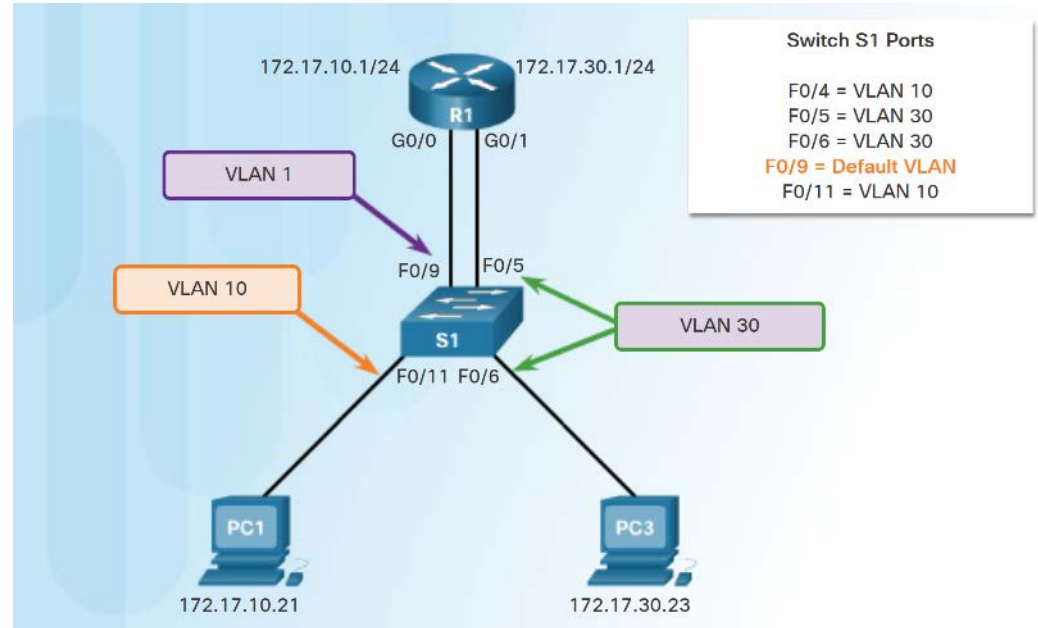 Switch S1 Ports
F0/4 = VLAN 10
F0/5 = VLAN 30
F0/6 = VLAN 30
F0/9 = Default VLAN
F0/11 = VLAN 10
172.17.10.1/24
172.17.30.1/24
R1
G0/0
G0/1
VLAN 1
F0/9
F0/5
VLAN 10
VLAN 30
S1
F0/11
F0/6
PC1
PC3
172.17.10.21
172.17.30.23